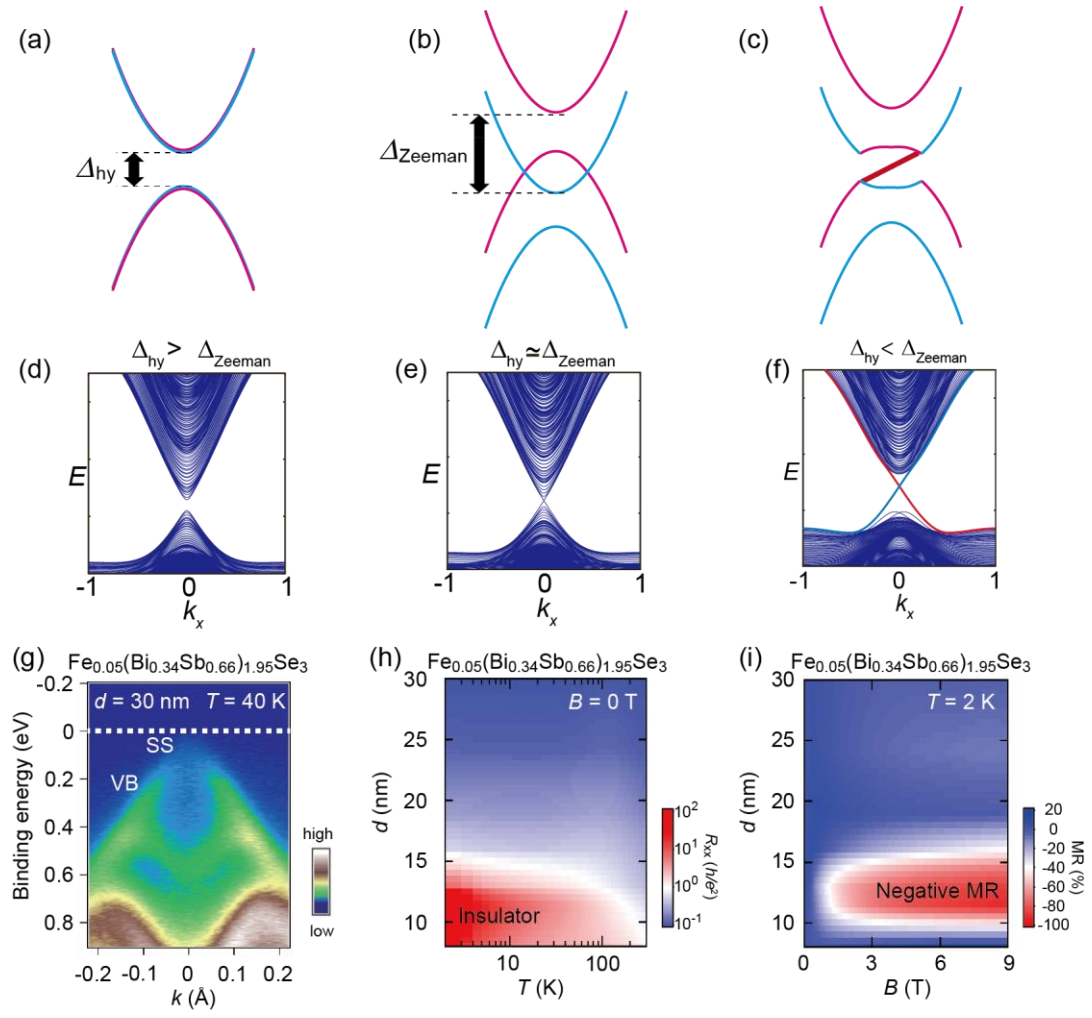 (a)
(b)
(c)
Δhy
ΔZeeman
Δhy > ΔZeeman
Δhy ≃ ΔZeeman
Δhy < ΔZeeman
(d)
(e)
(f)
E
E
E
-1 0 1
-1 0 1
-1 0 1
kx
kx
kx
(g)
Fe0.05(Bi0.34Sb0.66)1.95Se3
-0.2
0
0.2
0.4
0.6
0.8
Binding energy (eV)
d = 30 nm T = 40 K
SS
VB
high
low
-0.2 -0.1 0 0.1 0.2
k (Å)
(h)
Fe0.05(Bi0.34Sb0.66)1.95Se3
B = 0 T
30
25
20
15
10
d (nm)
Insulator
10²
10¹
10⁰
10⁻¹
Rxx (h/e²)
10 100
T (K)
(i)
Fe0.05(Bi0.34Sb0.66)1.95Se3
T = 2 K
30
25
20
15
10
d (nm)
Negative MR
20
0
-20
-40
-60
-80
-100
MR (%)
0 3 6 9
B (T)